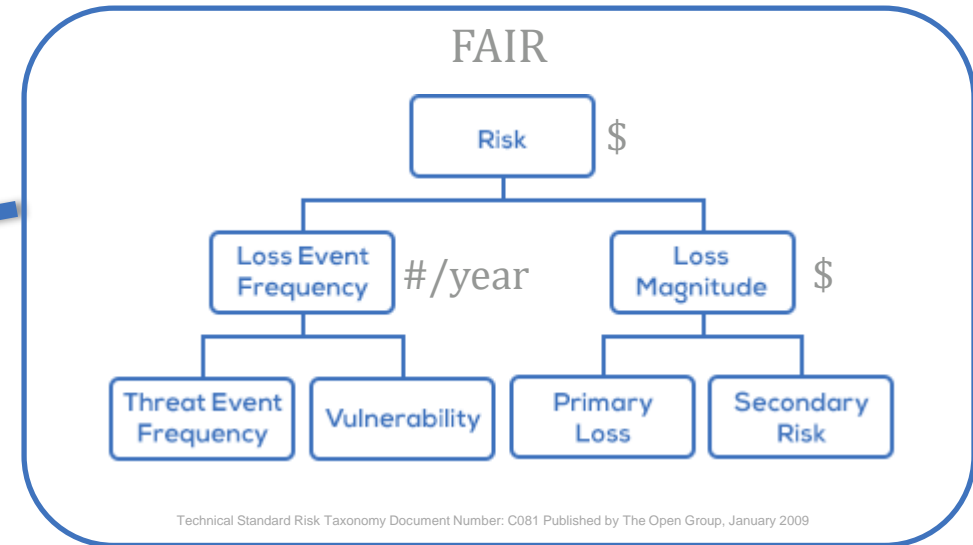 FAIR
Risk
$
Loss Event
Frequency
#/year
Loss
Magnitude
$
Threat Event
Frequency
Vulnerability
Primary
Loss
Secondary
Risk
Technical Standard Risk Taxonomy Document Number: C081 Published by The Open Group, January 2009